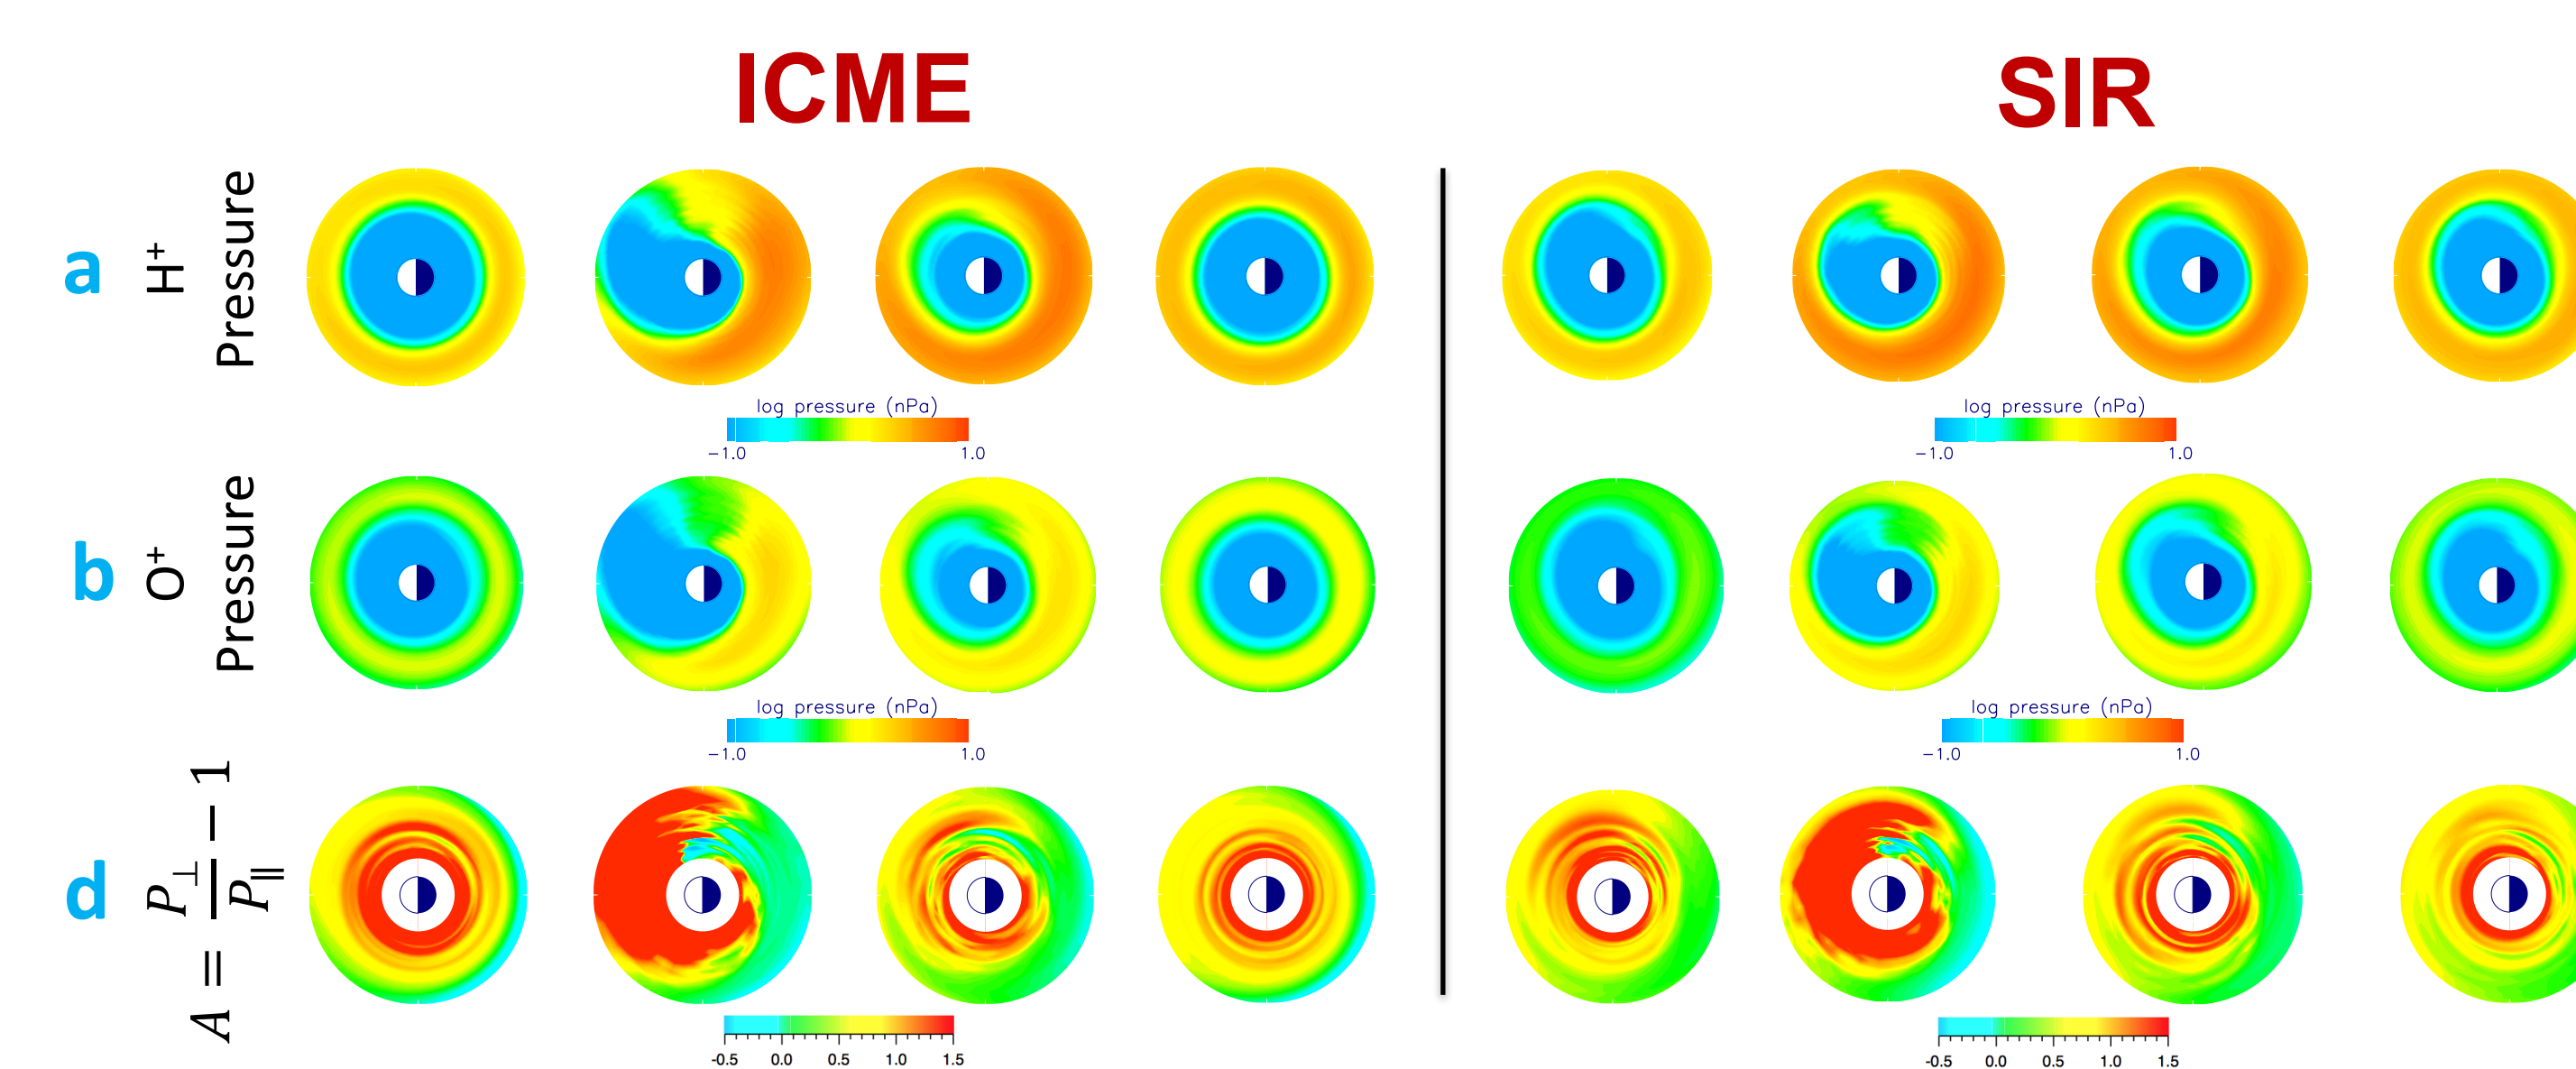 ICME
SIR
a H⁺ Pressure
log pressure (nPa)
−1.0 1.0
log pressure (nPa)
−1.0 1.0
b O⁺ Pressure
log pressure (nPa)
−1.0 1.0
log pressure (nPa)
−1.0 1.0
d A = P⊥/P∥ − 1
-0.5 0.0 0.5 1.0 1.5
-0.5 0.0 0.5 1.0 1.5